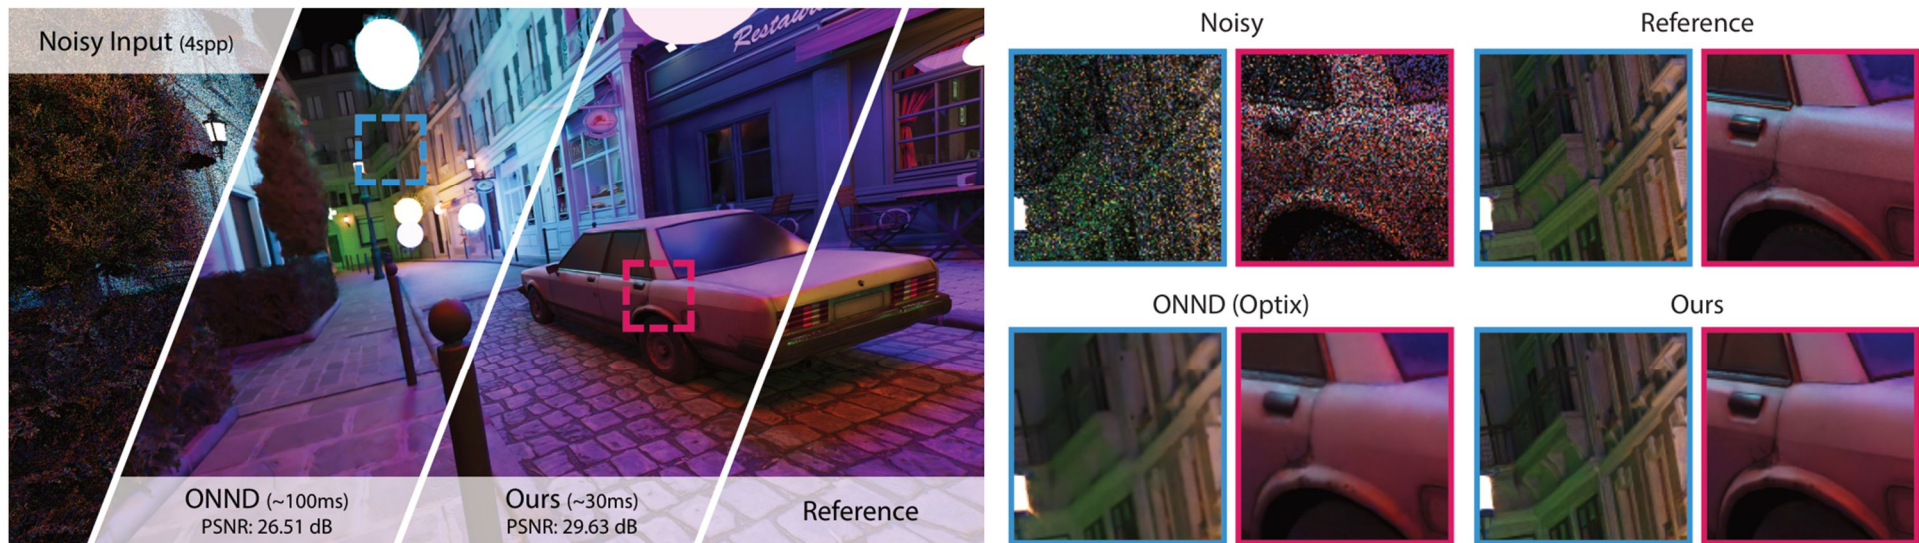 Noisy Input (4spp)
Restaur
ONND (~100ms)
PSNR: 26.51 dB
Ours (~30ms)
PSNR: 29.63 dB
Reference
Noisy
Reference
ONND (Optix)
Ours